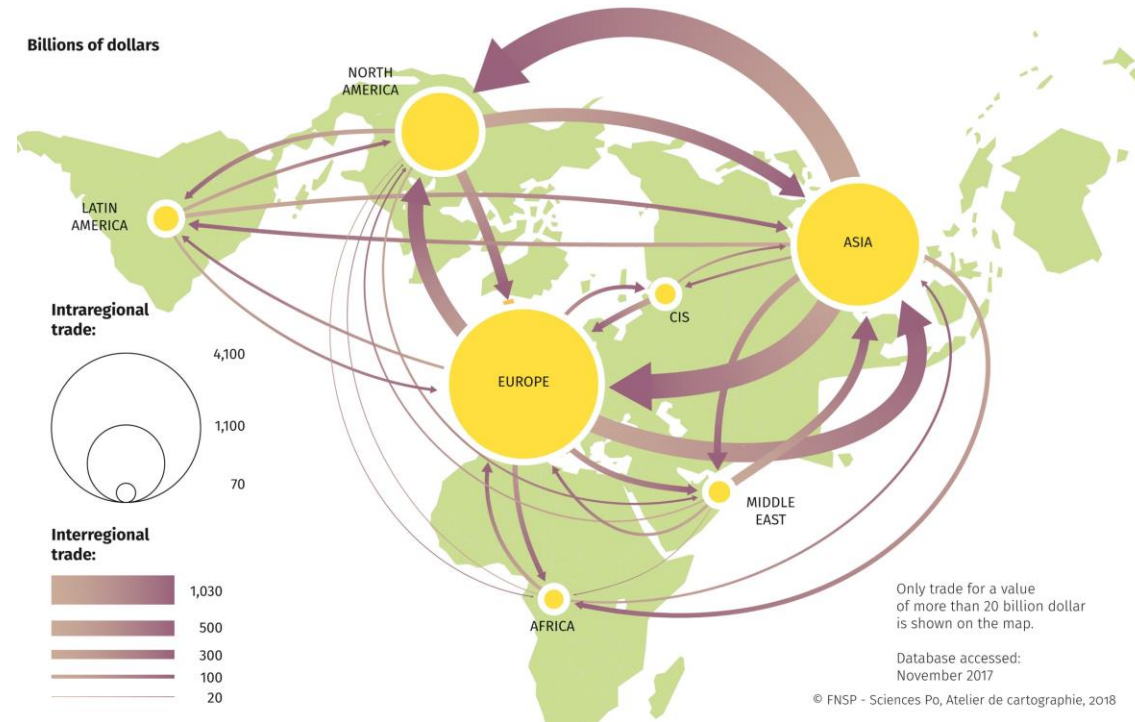 Billions of dollars
NORTH
AMERICA
LATIN
AMERICA
ASIA
CIS
EUROPE
MIDDLE
EAST
AFRICA
Intraregional
trade:
4,100
1,100
70
Interregional
trade:
1,030
500
300
100
20
Only trade for a value
of more than 20 billion dollar
is shown on the map.
Database accessed:
November 2017
© FNSP - Sciences Po, Atelier de cartographie, 2018